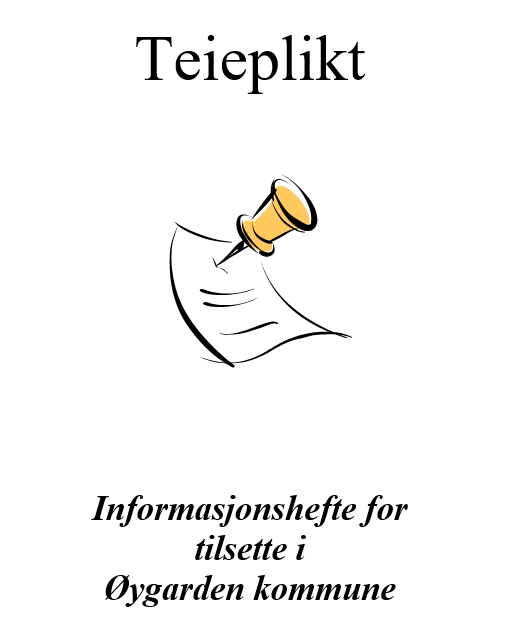 Teieplikt
Informasjonshefte for
tilsette i
Øygarden kommune